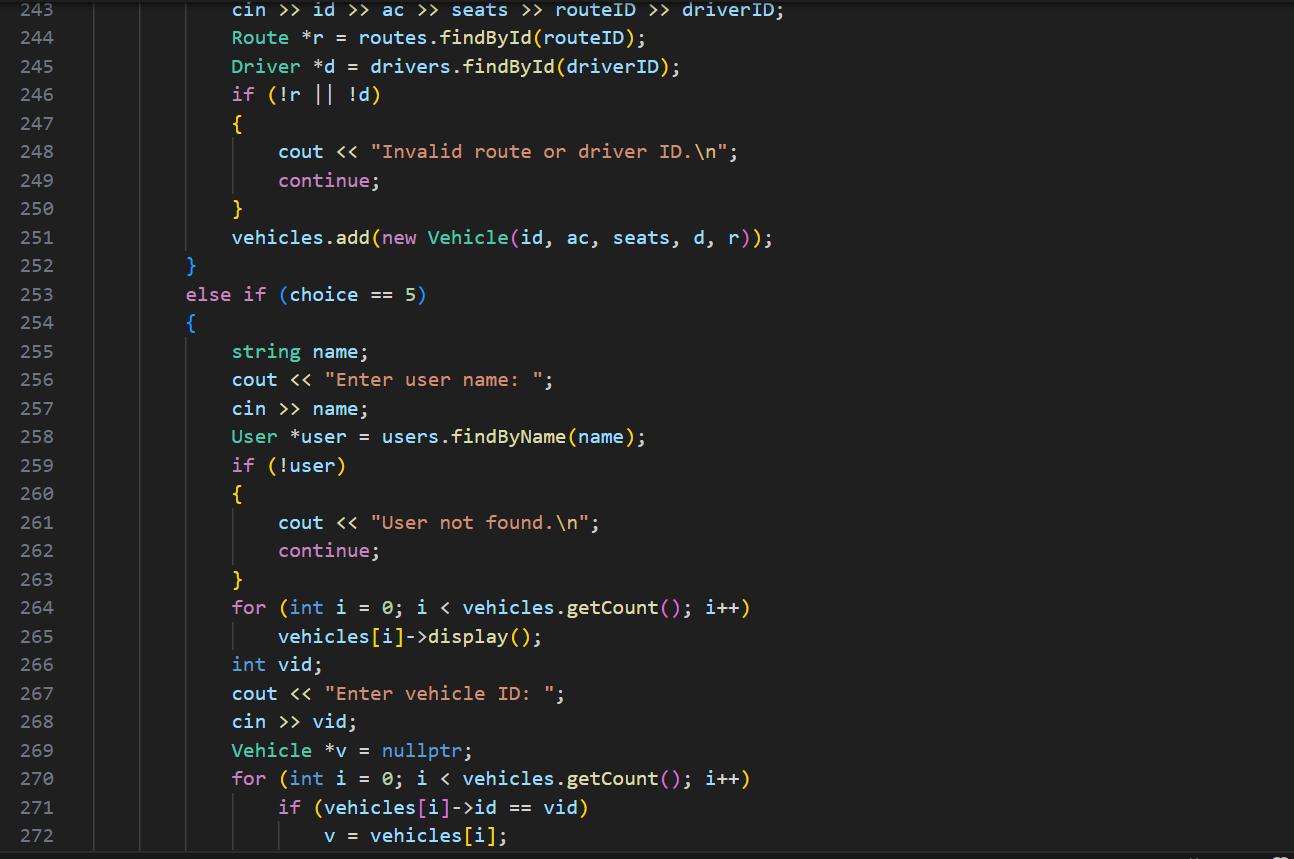 243 cin >> id >> ac >> seats >> routeID >> driverID;
244 Route *r = routes.findById(routeID);
245 Driver *d = drivers.findById(driverID);
246 if (!r || !d)
247 {
248 cout << "Invalid route or driver ID.\n";
249 continue;
250 }
251 vehicles.add(new Vehicle(id, ac, seats, d, r));
252 }
253 else if (choice == 5)
254 {
255 string name;
256 cout << "Enter user name: ";
257 cin >> name;
258 User *user = users.findByName(name);
259 if (!user)
260 {
261 cout << "User not found.\n";
262 continue;
263 }
264 for (int i = 0; i < vehicles.getCount(); i++)
265 vehicles[i]->display();
266 int vid;
267 cout << "Enter vehicle ID: ";
268 cin >> vid;
269 Vehicle *v = nullptr;
270 for (int i = 0; i < vehicles.getCount(); i++)
271 if (vehicles[i]->id == vid)
272 v = vehicles[i];